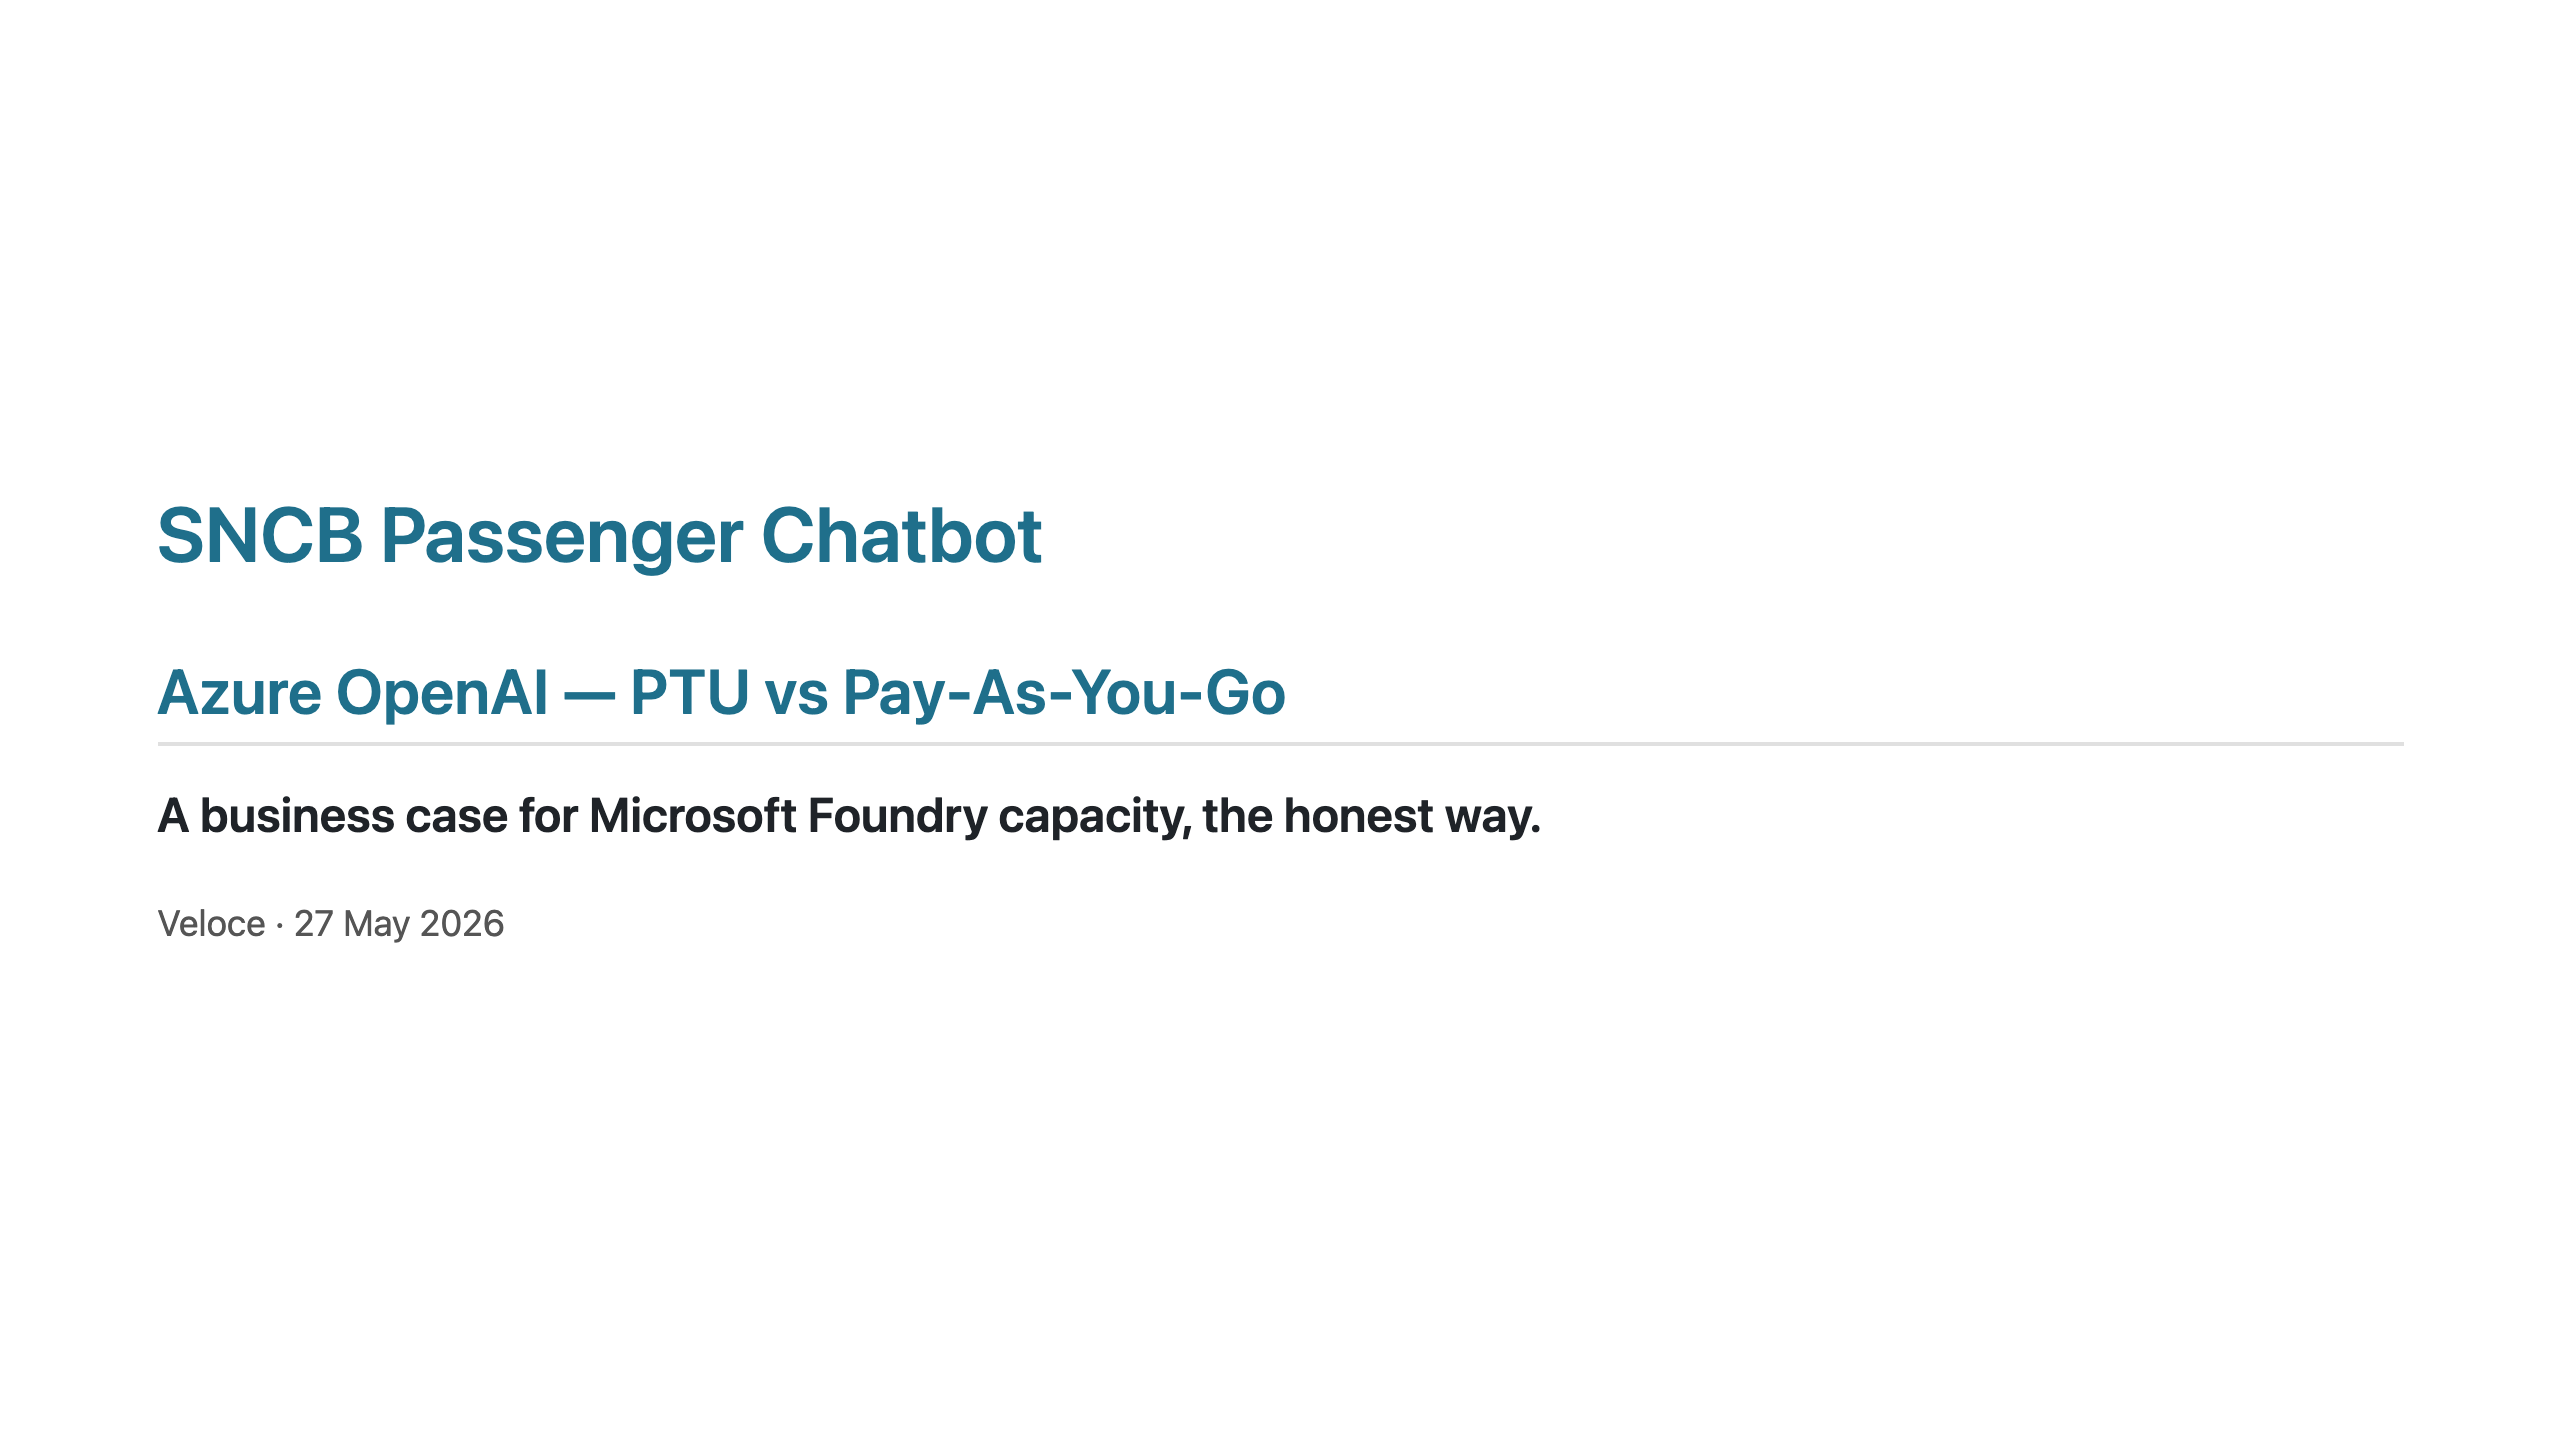 SNCB Passenger Chatbot
Azure OpenAI — PTU vs Pay-As-You-Go
A business case for Microsoft Foundry capacity, the honest way.
Veloce · 27 May 2026